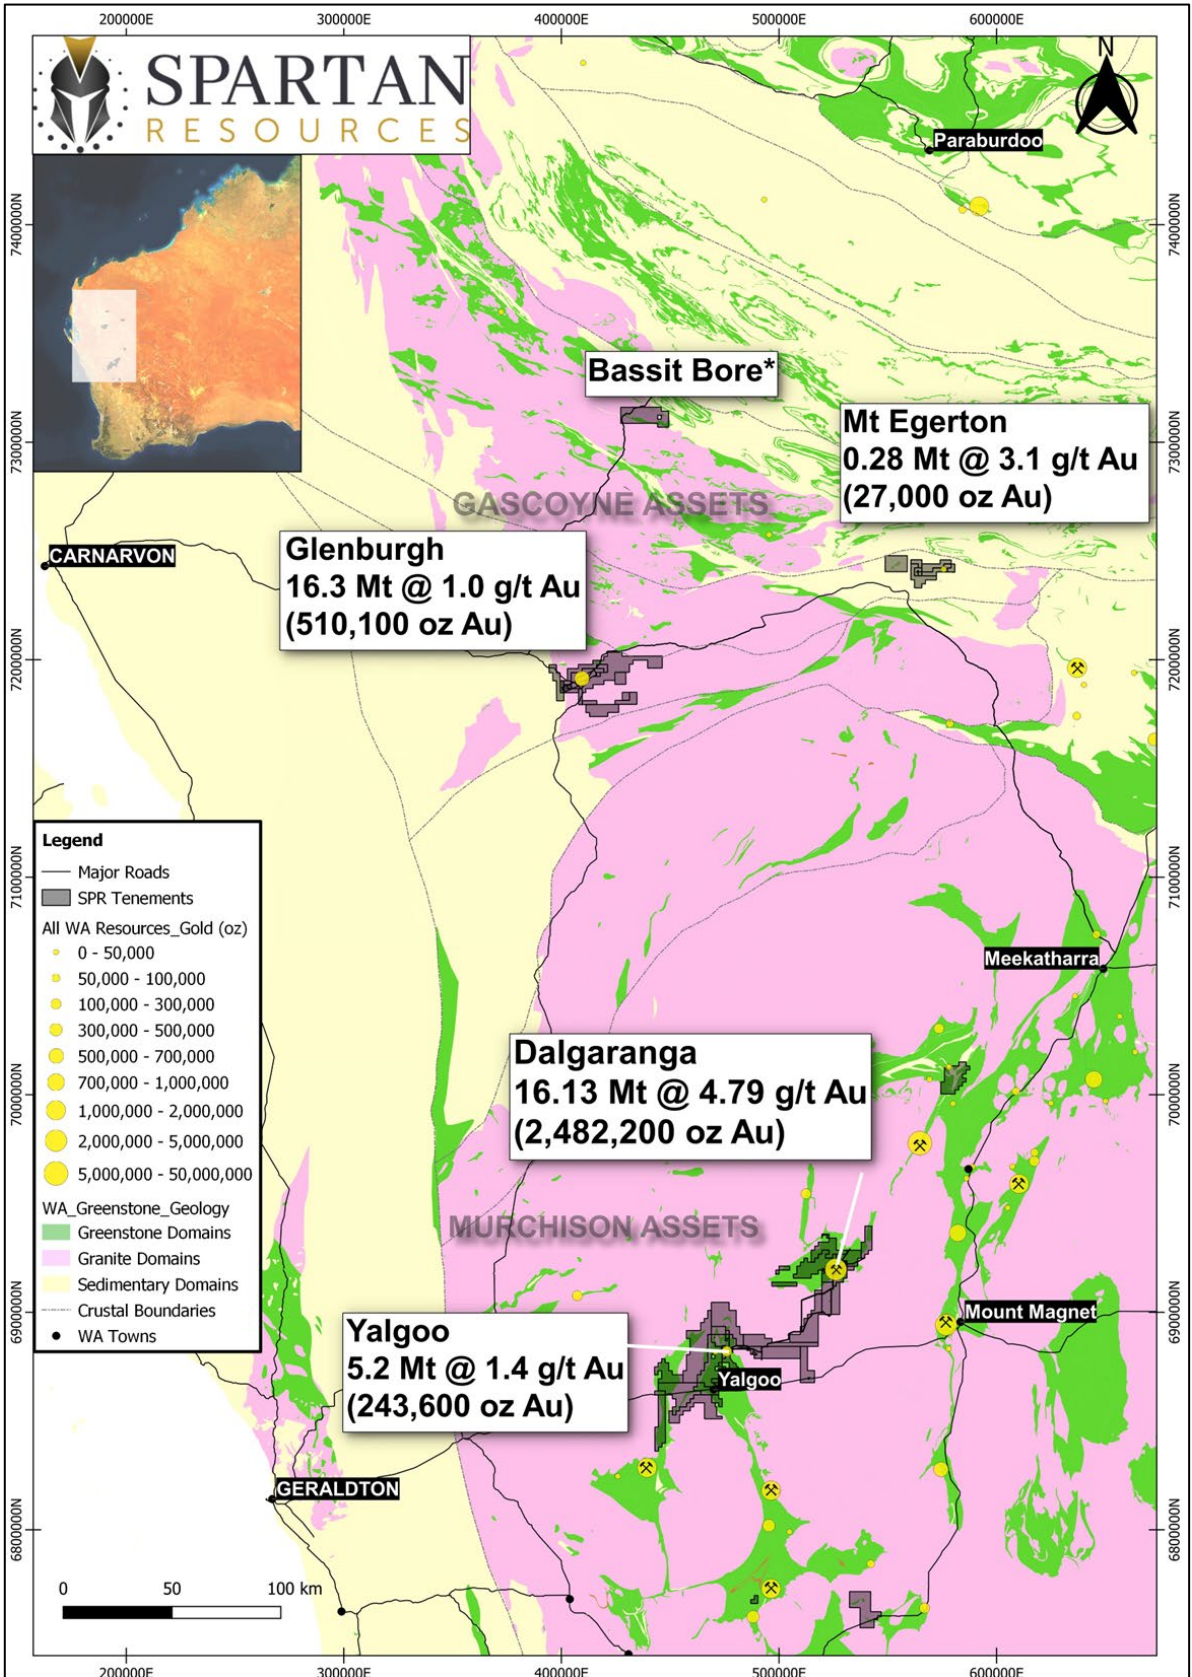 200000E 300000E 400000E 500000E 600000E
SPARTAN
RESOURCES
N
Paraburdoo
7400000N 7400000N
Bassit Bore*
Mt Egerton
0.28 Mt @ 3.1 g/t Au
(27,000 oz Au)
7300000N 7300000N
GASCOYNE ASSETS
CARNARVON
Glenburgh
16.3 Mt @ 1.0 g/t Au
(510,100 oz Au)
7200000N 7200000N
Legend
Major Roads
SPR Tenements
All WA Resources_Gold (oz)
0 - 50,000
50,000 - 100,000
100,000 - 300,000
300,000 - 500,000
500,000 - 700,000
700,000 - 1,000,000
1,000,000 - 2,000,000
2,000,000 - 5,000,000
5,000,000 - 50,000,000
WA_Greenstone_Geology
Greenstone Domains
Granite Domains
Sedimentary Domains
Crustal Boundaries
WA Towns
7100000N 7100000N
Meekatharra
Dalgaranga
16.13 Mt @ 4.79 g/t Au
(2,482,200 oz Au)
7000000N 7000000N
MURCHISON ASSETS
6900000N 6900000N
Mount Magnet
Yalgoo
5.2 Mt @ 1.4 g/t Au
(243,600 oz Au)
Yalgoo
GERALDTON
6800000N 6800000N
0 50 100 km
200000E 300000E 400000E 500000E 600000E